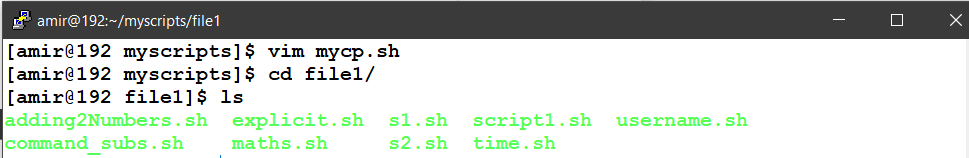 amir@192:~/myscripts/file1
[amir@192 myscripts]$ vim mycp.sh
[amir@192 myscripts]$ cd file1/
[amir@192 file1]$ ls
adding2Numbers.sh  explicit.sh  s1.sh  script1.sh  username.sh
command_subs.sh    maths.sh     s2.sh  time.sh